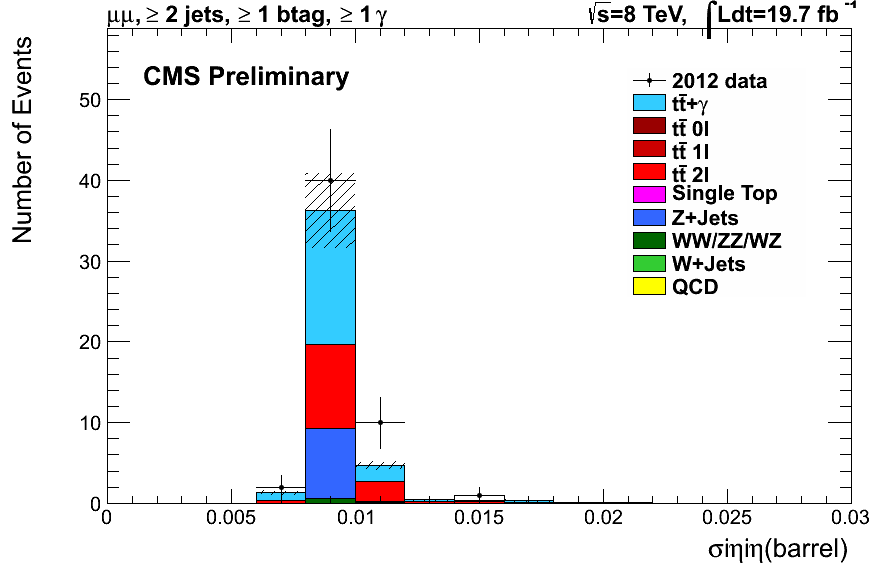 μμ, ≥ 2 jets, ≥ 1 btag, ≥ 1 γ
√s=8 TeV, ∫Ldt=19.7 fb⁻¹
CMS Preliminary
Number of Events
50
40
30
20
10
0
2012 data
tt̄+γ
tt̄ 0l
tt̄ 1l
tt̄ 2l
Single Top
Z+Jets
WW/ZZ/WZ
W+Jets
QCD
0 0.005 0.01 0.015 0.02 0.025 0.03
σiηiη(barrel)